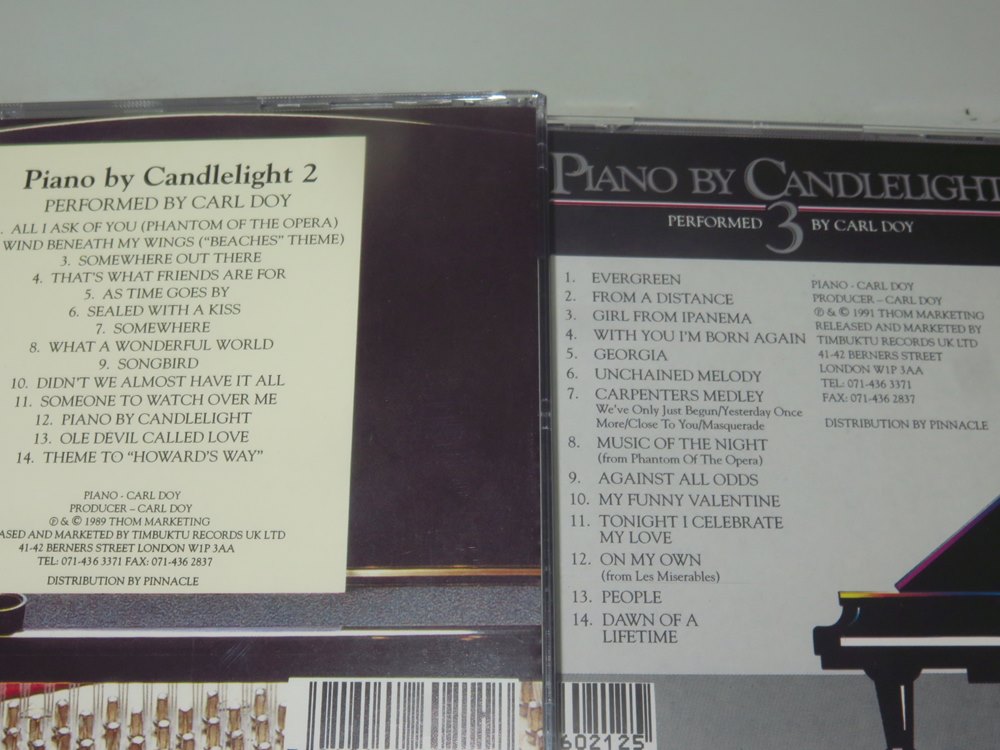 Piano by Candlelight 2
PERFORMED BY CARL DOY
. ALL I ASK OF YOU (PHANTOM OF THE OPERA)
WIND BENEATH MY WINGS ("BEACHES" THEME)
3. SOMEWHERE OUT THERE
4. THAT'S WHAT FRIENDS ARE FOR
5. AS TIME GOES BY
6. SEALED WITH A KISS
7. SOMEWHERE
8. WHAT A WONDERFUL WORLD
9. SONGBIRD
10. DIDN'T WE ALMOST HAVE IT ALL
11. SOMEONE TO WATCH OVER ME
12. PIANO BY CANDLELIGHT
13. OLE DEVIL CALLED LOVE
14. THEME TO "HOWARD'S WAY"
PIANO - CARL DOY
PRODUCER – CARL DOY
℗ & © 1989 THOM MARKETING
ASED AND MARKETED BY TIMBUKTU RECORDS UK LTD
41-42 BERNERS STREET LONDON W1P 3AA
TEL: 071-436 3371 FAX: 071-436 2837
DISTRIBUTION BY PINNACLE
PIANO BY CANDLELIGHT
PERFORMED 3 BY CARL DOY
1. EVERGREEN
2. FROM A DISTANCE
3. GIRL FROM IPANEMA
4. WITH YOU I'M BORN AGAIN
5. GEORGIA
6. UNCHAINED MELODY
7. CARPENTERS MEDLEY
We've Only Just Begun/Yesterday Once
More/Close To You/Masquerade
8. MUSIC OF THE NIGHT
(from Phantom Of The Opera)
9. AGAINST ALL ODDS
10. MY FUNNY VALENTINE
11. TONIGHT I CELEBRATE
MY LOVE
12. ON MY OWN
(from Les Miserables)
13. PEOPLE
14. DAWN OF A
LIFETIME
PIANO - CARL DOY
PRODUCER – CARL DOY
℗ & © 1991 THOM MARKETING
RELEASED AND MARKETED BY
TIMBUKTU RECORDS UK LTD
41-42 BERNERS STREET
LONDON W1P 3AA
TEL: 071-436 3371
FAX: 071-436 2837
DISTRIBUTION BY PINNACLE
602125